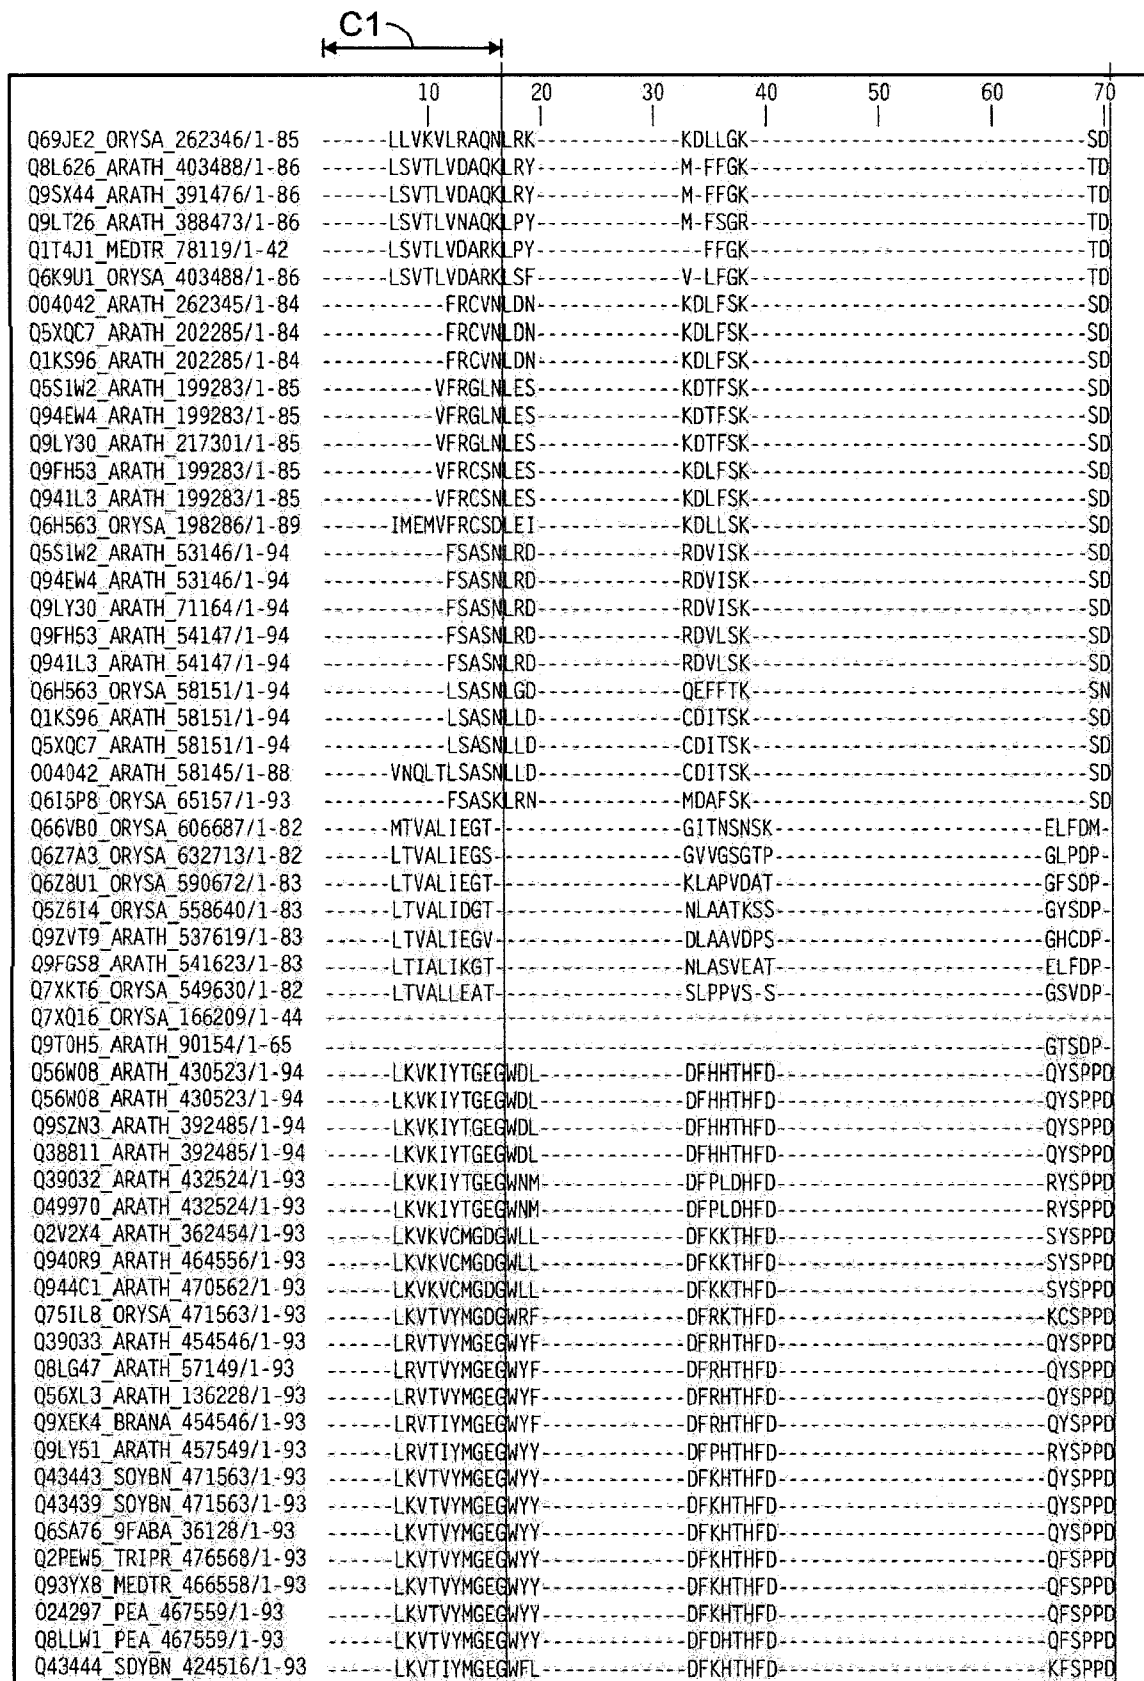 C1
10 20 30 40 50 60 70
Q69JE2_ORYSA_262346/1-85 ------LLVKVLRAQNLRK-------------KDLLGK------------------------------SD
Q8L626_ARATH_403488/1-86 ------LSVTLVDAQKLRY-------------M-FFGK------------------------------TD
Q9SX44_ARATH_391476/1-86 ------LSVTLVDAQKLRY-------------M-FFGK------------------------------TD
Q9LT26_ARATH_388473/1-86 ------LSVTLVNAQKLPY-------------M-FSGR------------------------------TD
Q1T4J1_MEDTR_78119/1-42 ------LSVTLVDARKLPY---------------FFGK------------------------------TD
Q6K9U1_ORYSA_403488/1-86 ------LSVTLVDARKLSF-------------V-LFGK------------------------------TD
O04042_ARATH_262345/1-84 -----------FRCVNLDN-------------KDLFSK------------------------------SD
Q5XQC7_ARATH_202285/1-84 -----------FRCVNLDN-------------KDLFSK------------------------------SD
Q1KS96_ARATH_202285/1-84 -----------FRCVNLDN-------------KDLFSK------------------------------SD
Q5S1W2_ARATH_199283/1-85 ----------VFRGLNLES-------------KDTFSK------------------------------SD
Q94EW4_ARATH_199283/1-85 ----------VFRGLNLES-------------KDTFSK------------------------------SD
Q9LY30_ARATH_217301/1-85 ----------VFRGLNLES-------------KDTFSK------------------------------SD
Q9FH53_ARATH_199283/1-85 ----------VFRCSNLES-------------KDLFSK------------------------------SD
Q941L3_ARATH_199283/1-85 ----------VFRCSNLES-------------KDLFSK------------------------------SD
Q6H563_ORYSA_198286/1-89 ------IMEMVFRCSDLEI-------------KDLLSK------------------------------SD
Q5S1W2_ARATH_53146/1-94 -----------FSASNLRD-------------RDVISK------------------------------SD
Q94EW4_ARATH_53146/1-94 -----------FSASNLRD-------------RDVISK------------------------------SD
Q9LY30_ARATH_71164/1-94 -----------FSASNLRD-------------RDVISK------------------------------SD
Q9FH53_ARATH_54147/1-94 -----------FSASNLRD-------------RDVLSK------------------------------SD
Q941L3_ARATH_54147/1-94 -----------FSASNLRD-------------RDVLSK------------------------------SD
Q6H563_ORYSA_58151/1-94 -----------LSASNLGD-------------QEFFTK------------------------------SN
Q1KS96_ARATH_58151/1-94 -----------LSASNLLD-------------CDITSK------------------------------SD
Q5XQC7_ARATH_58151/1-94 -----------LSASNLLD-------------CDITSK------------------------------SD
O04042_ARATH_58145/1-88 ------VNQLTLSASNLLD-------------CDITSK------------------------------SD
Q6I5P8_ORYSA_65157/1-93 -----------FSASKLRN-------------MDAFSK------------------------------SD
Q66VB0_ORYSA_606687/1-82 ------MTVALIEGT-----------------GITNSNSK------------------------ELFDM-
Q6Z7A3_ORYSA_632713/1-82 ------LTVALIEGS-----------------GVVGSGTP------------------------GLPDP-
Q6Z8U1_ORYSA_590672/1-83 ------LTVALIEGT-----------------KLAPVDAT------------------------GFSDP-
Q5Z6I4_ORYSA_558640/1-83 ------LTVALIDGT-----------------NLAATKSS------------------------GYSDP-
Q9ZVT9_ARATH_537619/1-83 ------LTVALIEGV-----------------DLAAVDPS------------------------GHCDP-
Q9FGS8_ARATH_541623/1-83 ------LTIALIKGT-----------------NLASVEAT------------------------ELFDP-
Q7XKT6_ORYSA_549630/1-82 ------LTVALLEAT-----------------SLPPVS-S------------------------GSVDP-
Q7XQ16_ORYSA_166209/1-44 ----------------------------------------------------------------------
Q9T0H5_ARATH_90154/1-65 ----------------------------------------------------------------GTSDP-
Q56W08_ARATH_430523/1-94 ------LKVKIYTGEGWDL-------------DFHHTHFD------------------------QYSPPD
Q56W08_ARATH_430523/1-94 ------LKVKIYTGEGWDL-------------DFHHTHFD------------------------QYSPPD
Q9SZN3_ARATH_392485/1-94 ------LKVKIYTGEGWDL-------------DFHHTHFD------------------------QYSPPD
Q38811_ARATH_392485/1-94 ------LKVKIYTGEGWDL-------------DFHHTHFD------------------------QYSPPD
Q39032_ARATH_432524/1-93 ------LKVKIYTGEGWNM-------------DFPLDHFD------------------------RYSPPD
O49970_ARATH_432524/1-93 ------LKVKIYTGEGWNM-------------DFPLDHFD------------------------RYSPPD
Q2V2X4_ARATH_362454/1-93 ------LKVKVCMGDGWLL-------------DFKKTHFD------------------------SYSPPD
Q940R9_ARATH_464556/1-93 ------LKVKVCMGDGWLL-------------DFKKTHFD------------------------SYSPPD
Q944C1_ARATH_470562/1-93 ------LKVKVCMGDGWLL-------------DFKKTHFD------------------------SYSPPD
Q75IL8_ORYSA_471563/1-93 ------LKVTVYMGDGWRF-------------DFRKTHFD------------------------KCSPPD
Q39033_ARATH_454546/1-93 ------LRVTVYMGEGWYF-------------DFRHTHFD------------------------QYSPPD
Q8LG47_ARATH_57149/1-93 ------LRVTVYMGEGWYF-------------DFRHTHFD------------------------QYSPPD
Q56XL3_ARATH_136228/1-93 ------LRVTVYMGEGWYF-------------DFRHTHFD------------------------QYSPPD
Q9XEK4_BRANA_454546/1-93 ------LRVTIYMGEGWYF-------------DFRHTHFD------------------------QYSPPD
Q9LY51_ARATH_457549/1-93 ------LRVTIYMGEGWYY-------------DFPHTHFD------------------------RYSPPD
Q43443_SOYBN_471563/1-93 ------LKVTVYMGEGWYY-------------DFKHTHFD------------------------QYSPPD
Q43439_SOYBN_471563/1-93 ------LKVTVYMGEGWYY-------------DFKHTHFD------------------------QYSPPD
Q6SA76_9FABA_36128/1-93 ------LKVTVYMGEGWYY-------------DFKHTHFD------------------------QYSPPD
Q2PEW5_TRIPR_476568/1-93 ------LKVTVYMGEGWYY-------------DFKHTHFD------------------------QFSPPD
Q93YX8_MEDTR_466558/1-93 ------LKVTVYMGEGWYY-------------DFKHTHFD------------------------QFSPPD
O24297_PEA_467559/1-93 ------LKVTVYMGEGWYY-------------DFKHTHFD------------------------QFSPPD
Q8LLW1_PEA_467559/1-93 ------LKVTVYMGEGWYY-------------DFDHTHFD------------------------QFSPPD
Q43444_SOYBN_424516/1-93 ------LKVTIYMGEGWFL-------------DFKHTHFD------------------------KFSPPD